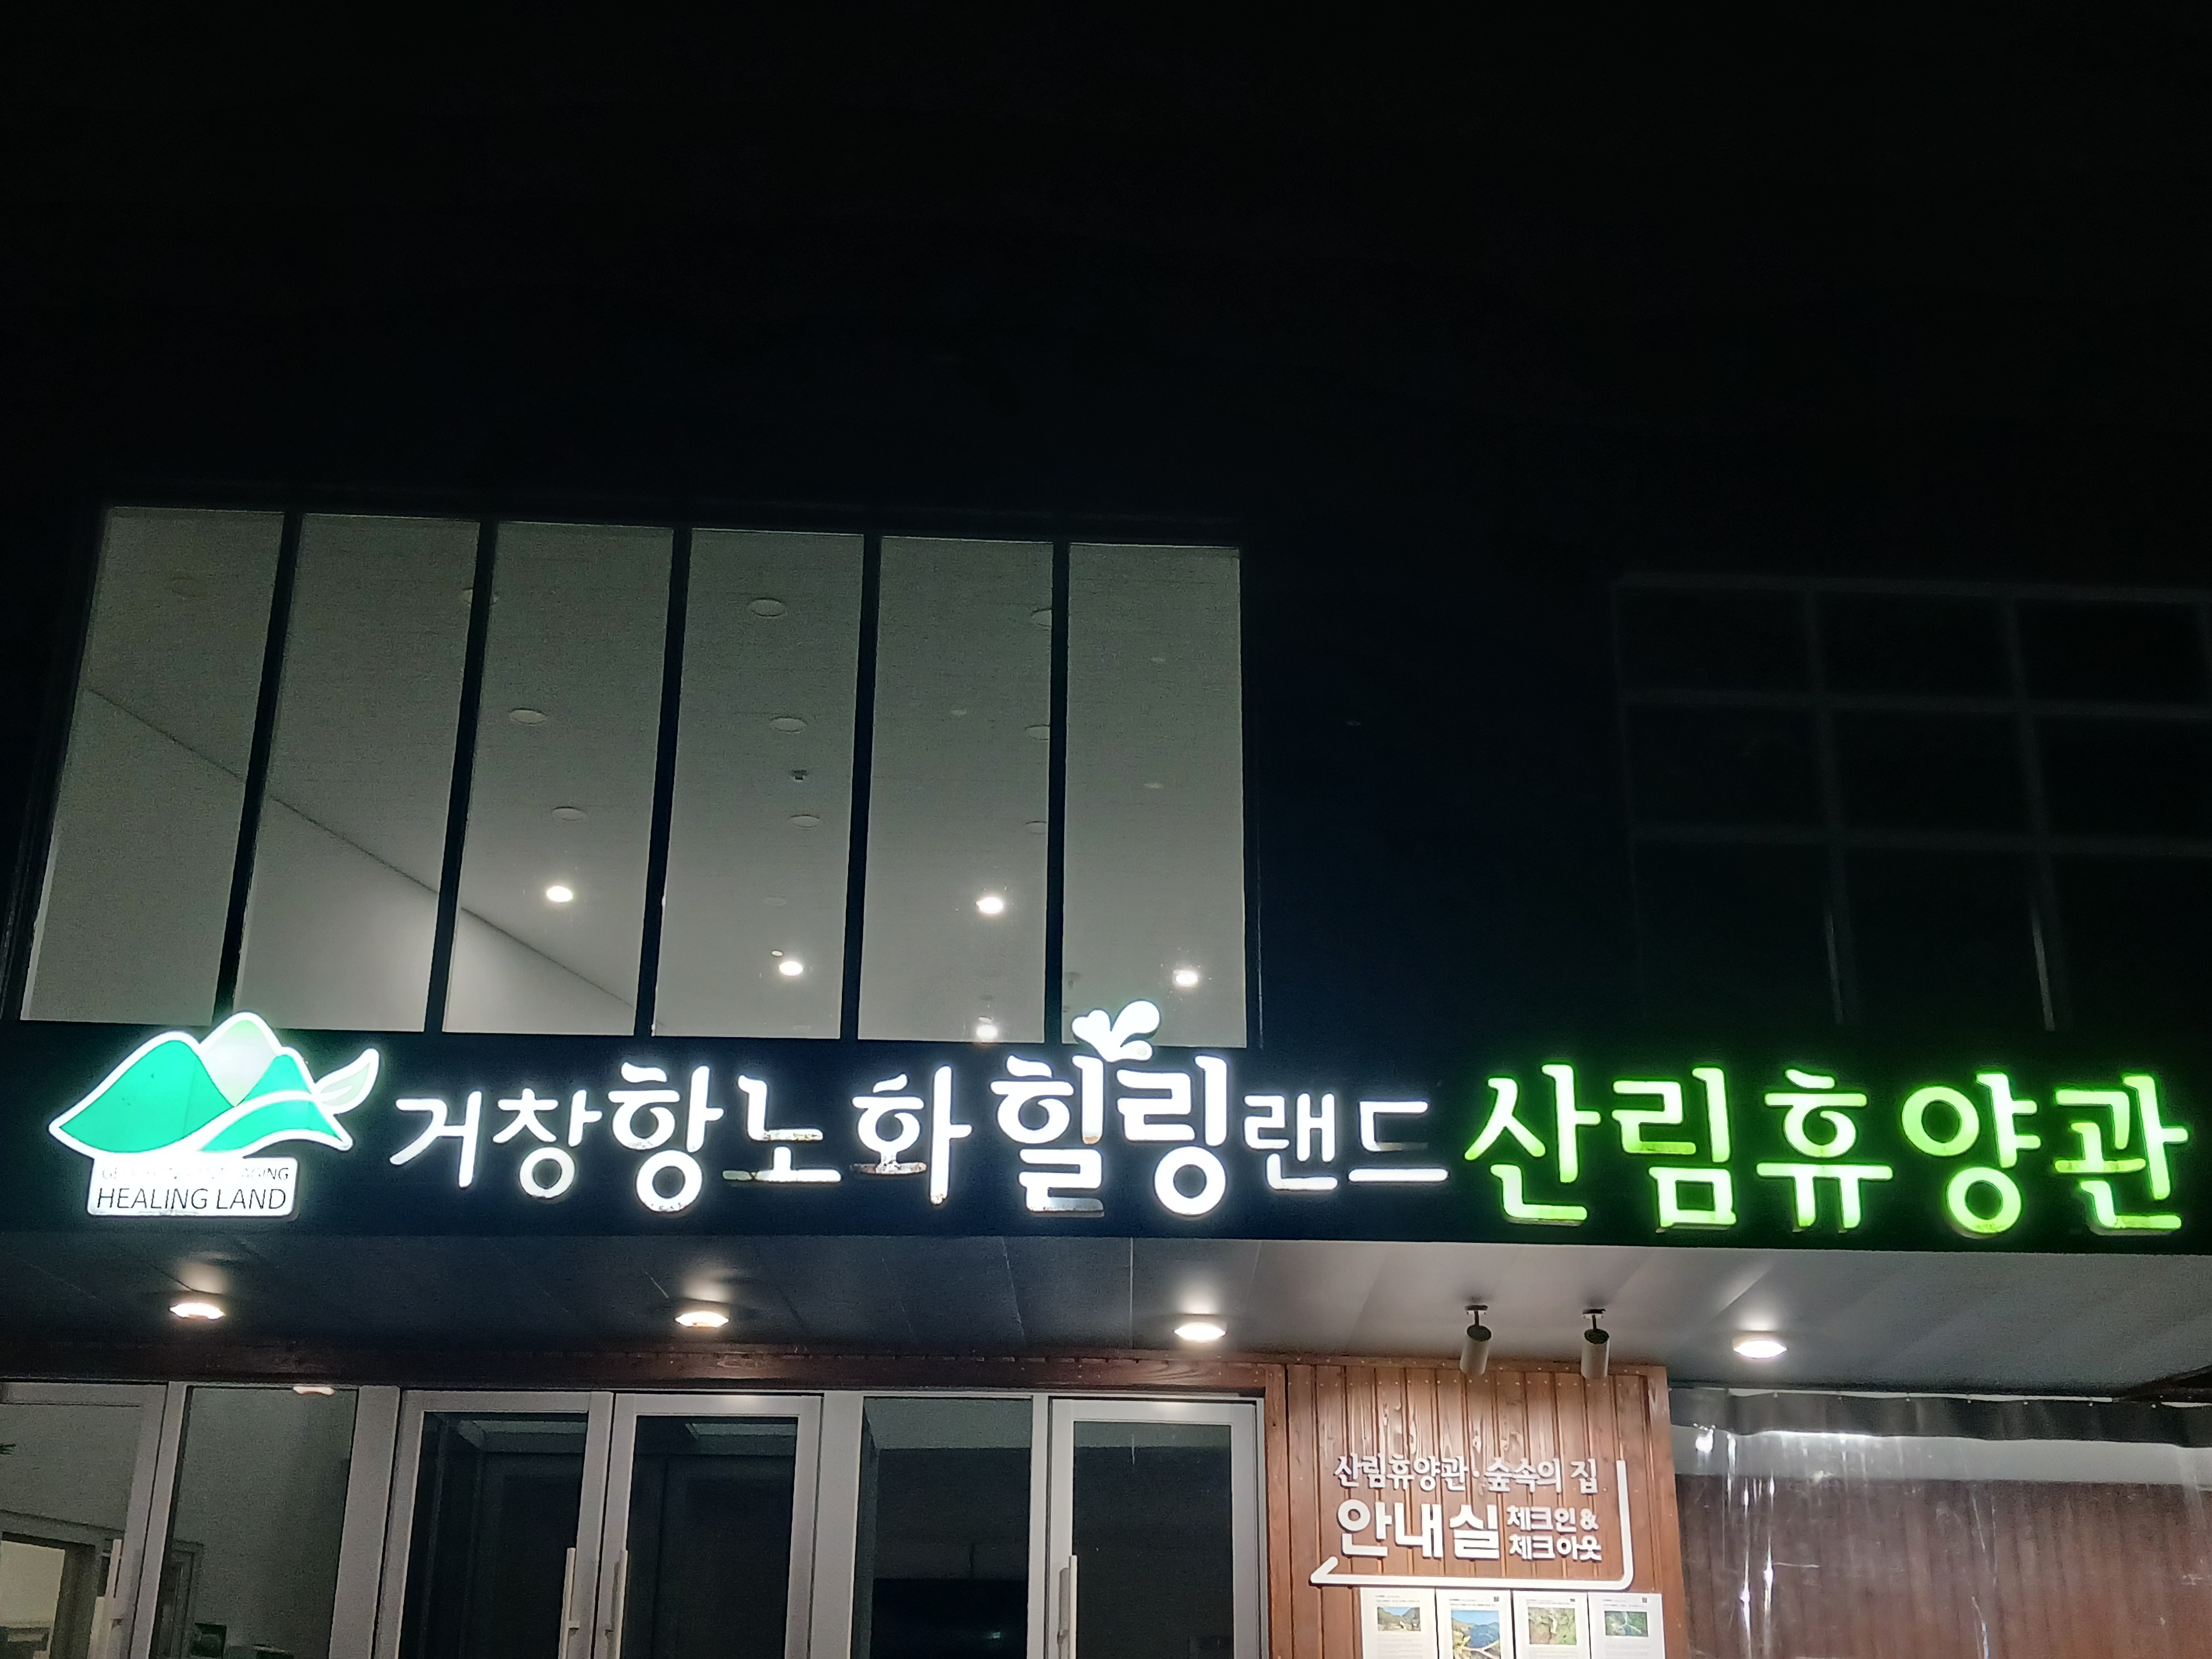 거창항노화힐링랜드 산림휴양관
HEALING LAND
산림휴양관·숲속의 집
안내실 체크인&
체크아웃